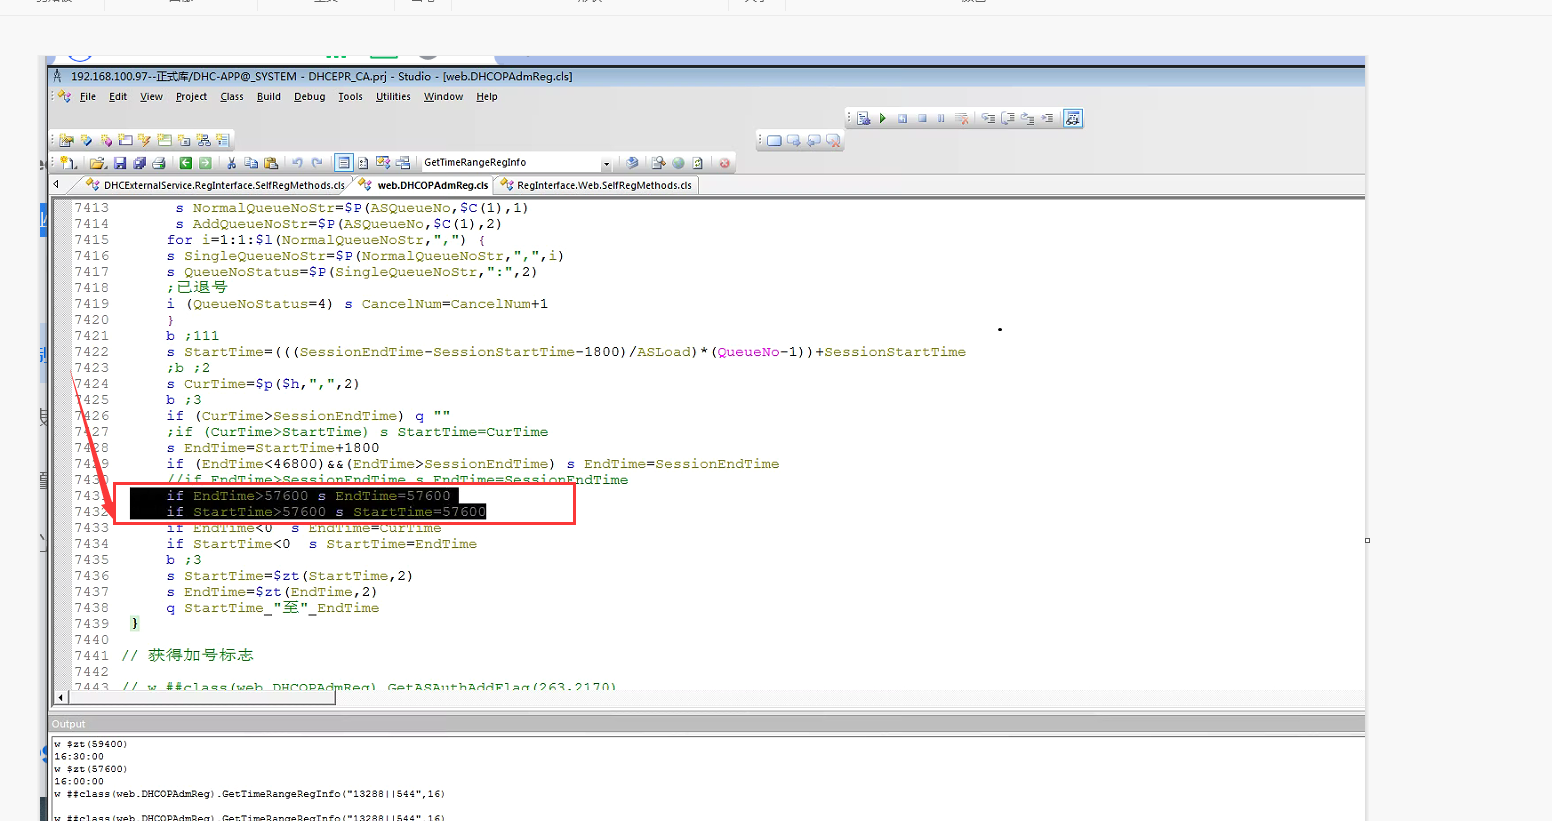 192.168.100.97--正式库/DHC-APP@_SYSTEM - DHCEPR_CA.prj - Studio - [web.DHCOPAdmReg.cls]
File Edit View Project Class Build Debug Tools Utilities Window Help
GetTimeRangeRegInfo
DHCExternalService.RegInterface.SelfRegMethods.cls web.DHCOPAdmReg.cls RegInterface.Web.SelfRegMethods.cls
7413 s NormalQueueNoStr=$P(ASQueueNo,$C(1),1)
7414 s AddQueueNoStr=$P(ASQueueNo,$C(1),2)
7415 for i=1:1:$l(NormalQueueNoStr,",") {
7416 s SingleQueueNoStr=$P(NormalQueueNoStr,",",i)
7417 s QueueNoStatus=$P(SingleQueueNoStr,":",2)
7418 ;已退号
7419 i (QueueNoStatus=4) s CancelNum=CancelNum+1
7420 }
7421 b ;111
7422 s StartTime=(((SessionEndTime-SessionStartTime-1800)/ASLoad)*(QueueNo-1))+SessionStartTime
7423 ;b ;2
7424 s CurTime=$p($h,",",2)
7425 b ;3
7426 if (CurTime>SessionEndTime) q ""
7427 ;if (CurTime>StartTime) s StartTime=CurTime
7428 s EndTime=StartTime+1800
7429 if (EndTime<46800)&&(EndTime>SessionEndTime) s EndTime=SessionEndTime
7430 //if EndTime>SessionEndTime s EndTime=SessionEndTime
7431 if EndTime>57600 s EndTime=57600
7432 if StartTime>57600 s StartTime=57600
7433 if EndTime<0 s EndTime=CurTime
7434 if StartTime<0 s StartTime=EndTime
7435 b ;3
7436 s StartTime=$zt(StartTime,2)
7437 s EndTime=$zt(EndTime,2)
7438 q StartTime_"至"_EndTime
7439 }
7440
7441 // 获得加号标志
7442
7443 // w ##class(web.DHCOPAdmReg).GetASAuthAddFlag(263,2170)
Output
w $zt(59400)
16:30:00
w $zt(57600)
16:00:00
w ##class(web.DHCOPAdmReg).GetTimeRangeRegInfo("13288||544",16)
w ##class(web.DHCOPAdmReg).GetTimeRangeRegInfo("13288||544",16)